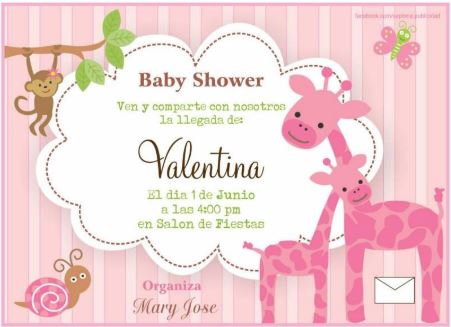 Baby Shower
Ven y comparte con nosotros
la llegada de:
Valentina
El dia 1 de Junio
a las 4:00 pm
en Salon de Fiestas
Organiza
Mary Jose